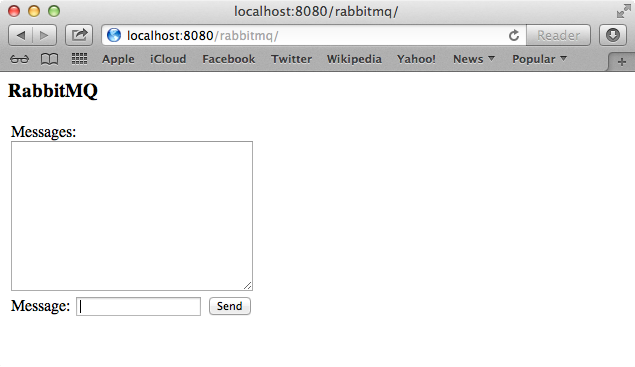 localhost:8080/rabbitmq/
localhost:8080/rabbitmq/ Reader
Apple iCloud Facebook Twitter Wikipedia Yahoo! News Popular
RabbitMQ
Messages:
Message: Send